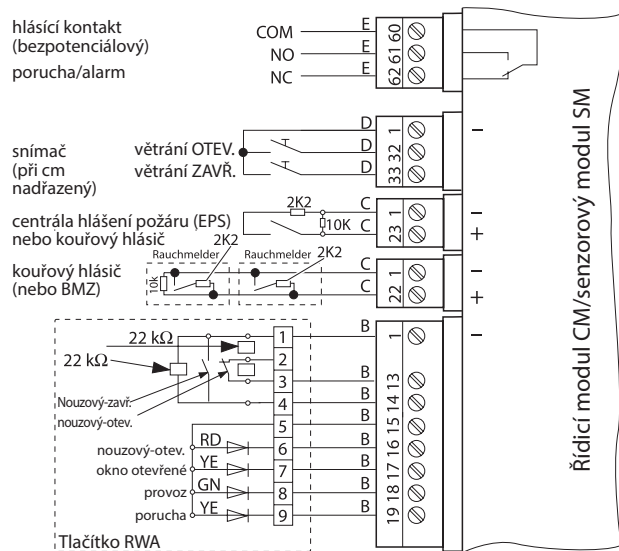 hlásící kontakt
(bezpotenciálový)
porucha/alarm
COM E 60
NO E 61
NC E 62
snímač
(při cm
nadřazený)
větrání OTEV.
větrání ZAVŘ.
D 1 –
D 32
D 33
centrála hlášení požáru (EPS)
nebo kouřový hlásič
2K2
10K
C 1 –
C 23 +
kouřový hlásič
(nebo BMZ)
Rauchmelder 2K2
Rauchmelder 2K2
10k
C 1 –
C 22 +
22 kΩ
22 kΩ
Nouzový-zavř.
nouzový-otev.
1 B 1 –
2
3 B 13
4 B 14
5 B 15
nouzový-otev. RD 6 B 16
okno otevřené YE 7 B 17
provoz GN 8 B 18
porucha YE 9 B 19
Tlačítko RWA
Řídicí modul CM/senzorový modul SM